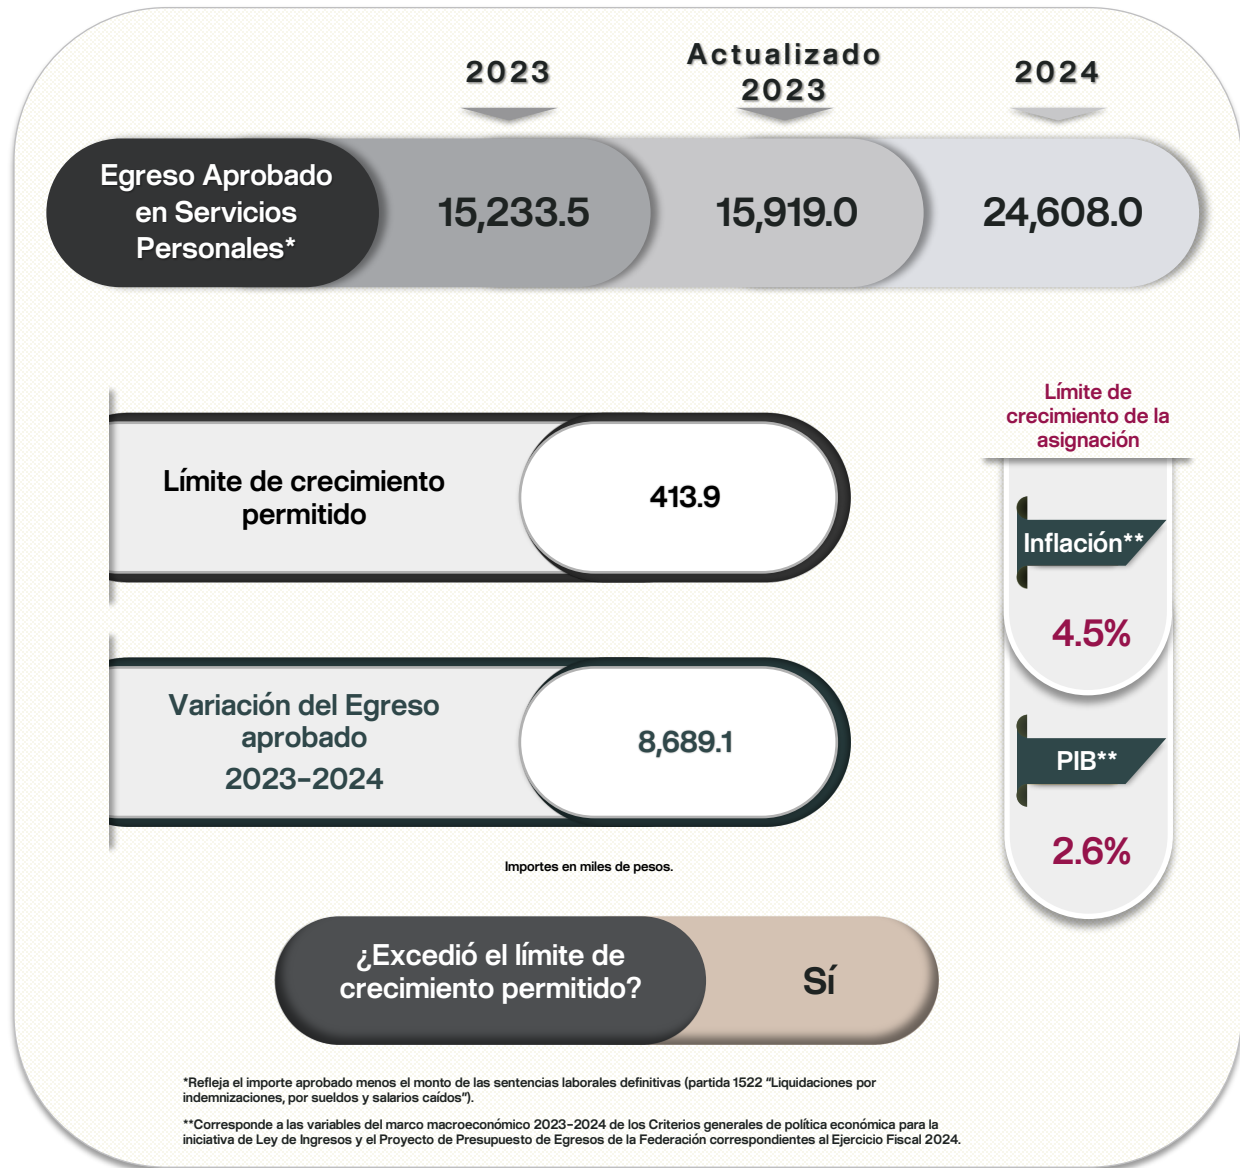 2023
Actualizado
2023
2024
Egreso Aprobado
en Servicios
Personales*
15,233.5
15,919.0
24,608.0
Límite de crecimiento
permitido
413.9
Variación del Egreso
aprobado
2023-2024
8,689.1
Importes en miles de pesos.
Límite de
crecimiento de la
asignación
Inflación**
4.5%
PIB**
2.6%
¿Excedió el límite de
crecimiento permitido?
Sí
*Refleja el importe aprobado menos el monto de las sentencias laborales definitivas (partida 1522 “Liquidaciones por
indemnizaciones, por sueldos y salarios caídos”).
**Corresponde a las variables del marco macroeconómico 2023-2024 de los Criterios generales de política económica para la
iniciativa de Ley de Ingresos y el Proyecto de Presupuesto de Egresos de la Federación correspondientes al Ejercicio Fiscal 2024.